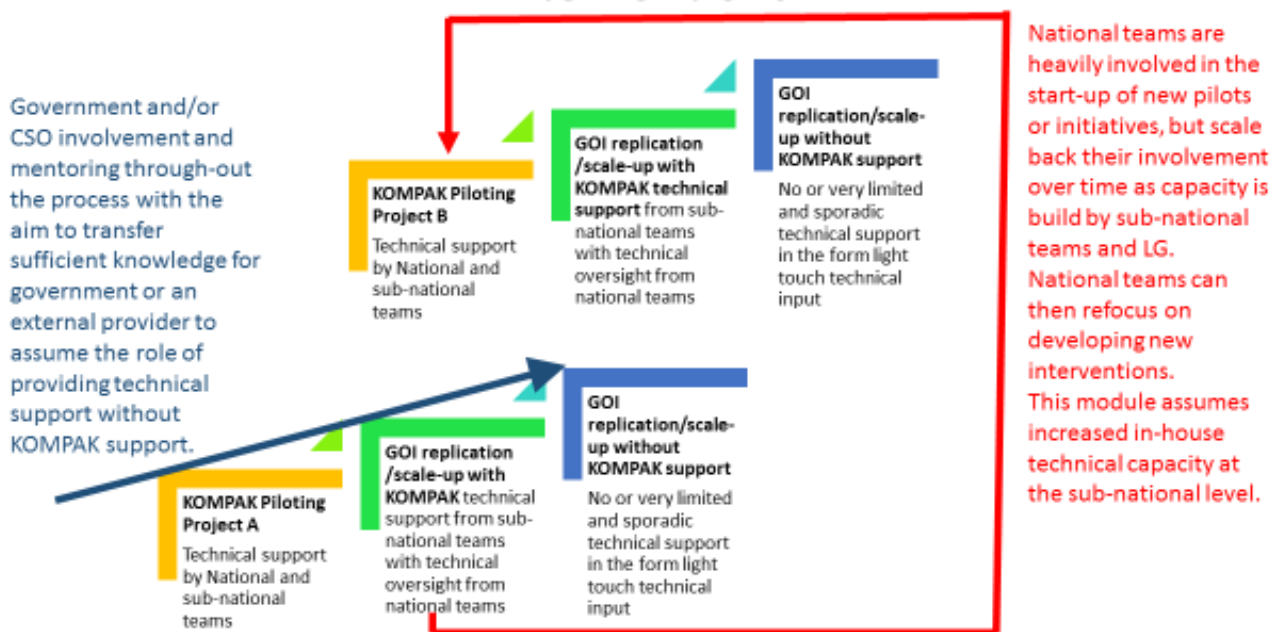 Government and/or
CSO involvement and
mentoring through-out
the process with the
aim to transfer
sufficient knowledge for
government or an
external provider to
assume the role of
providing technical
support without
KOMPAK support.
KOMPAK Piloting
Project B
Technical support
by National and
sub-national
teams
GOI replication
/scale-up with
KOMPAK technical
support from sub-
national teams
with technical
oversight from
national teams
GOI
replication/scale-
up without
KOMPAK support
No or very limited
and sporadic
technical support
in the form light
touch technical
input
KOMPAK Piloting
Project A
Technical support
by National and
sub-national
teams
GOI replication
/scale-up with
KOMPAK technical
support from sub-
national teams
with technical
oversight from
national teams
GOI
replication/scale-
up without
KOMPAK support
No or very limited
and sporadic
technical support
in the form light
touch technical
input
National teams are
heavily involved in the
start-up of new pilots
or initiatives, but scale
back their involvement
over time as capacity is
build by sub-national
teams and LG.
National teams can
then refocus on
developing new
interventions.
This module assumes
increased in-house
technical capacity at
the sub-national level.